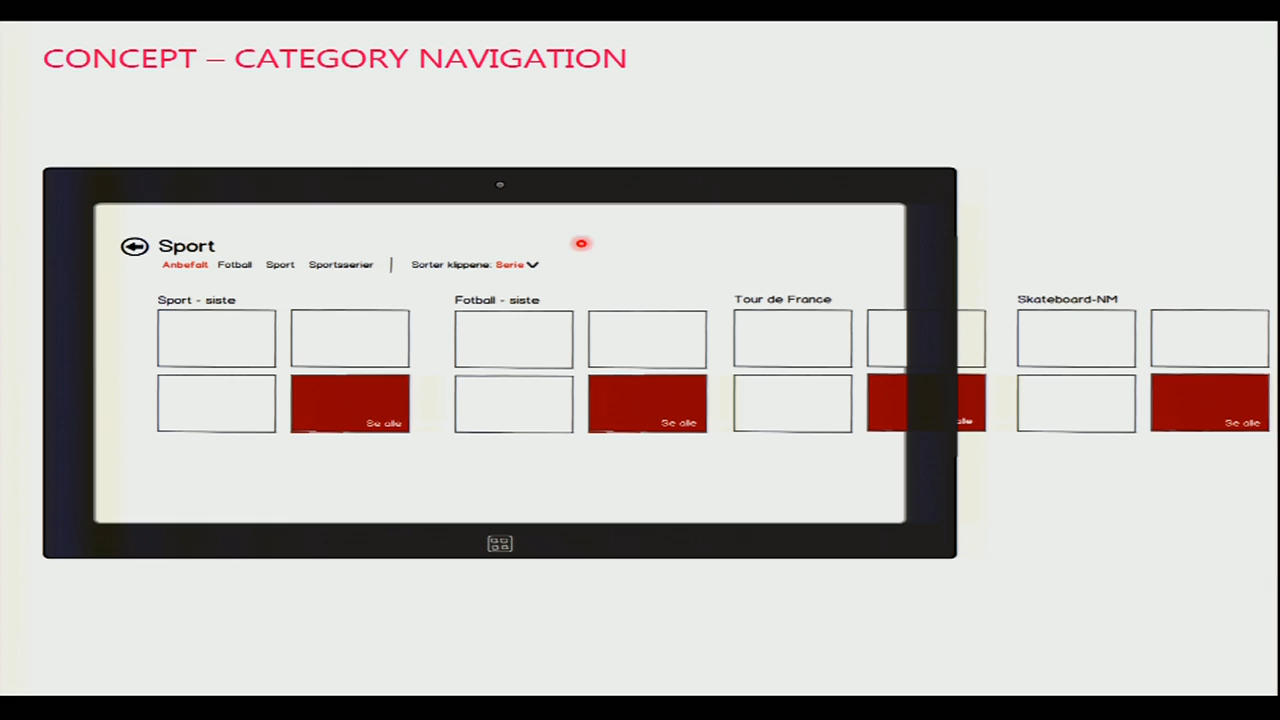 CONCEPT – CATEGORY NAVIGATION
Sport
Anbefalt Fotball Sport Sportsserier | Sorter klippene: Serie
Sport - siste Fotball - siste Tour de France Skateboard-NM
Se alle Se alle alle Se alle